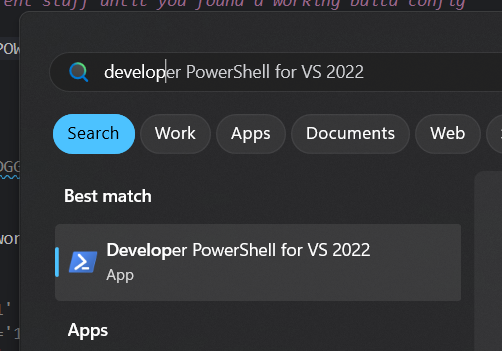 ent stuff until you found a working build config
POW
developer PowerShell for VS 2022
Search Work Apps Documents Web
OGG
Best match
wor
Developer PowerShell for VS 2022
App
='1
Apps